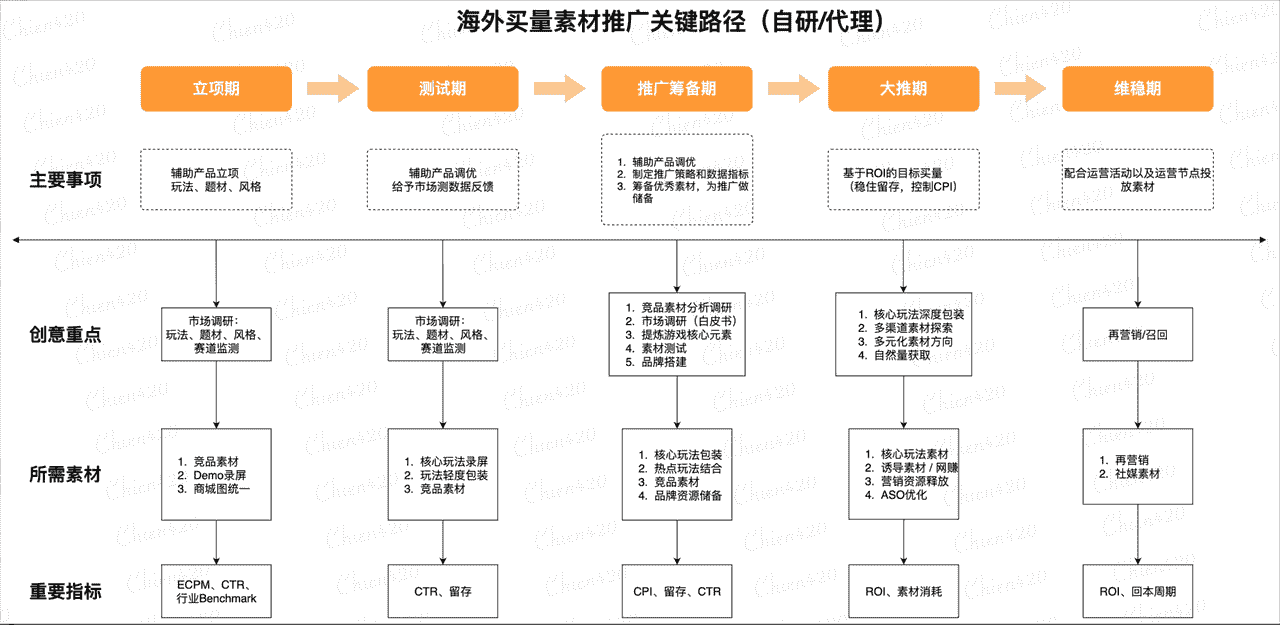 海外买量素材推广关键路径（自研/代理）
立项期
测试期
推广筹备期
大推期
维稳期
主要事项
辅助产品立项
玩法、题材、风格
辅助产品调优
给予市场测数据反馈
1. 辅助产品调优
2. 制定推广策略和数据指标
3. 筹备优秀素材，为推广做
储备
基于ROI的目标买量
（稳住留存，控制CPI）
配合运营活动以及运营节点投
放素材
创意重点
市场调研：
玩法、题材、风格、
赛道监测
市场调研：
玩法、题材、风格、
赛道监测
1. 竞品素材分析调研
2. 市场调研（白皮书）
3. 提炼游戏核心元素
4. 素材测试
5. 品牌搭建
1. 核心玩法深度包装
2. 多渠道素材探索
3. 多元化素材方向
4. 自然量获取
再营销/召回
所需素材
1. 竞品素材
2. Demo录屏
3. 商城图统一
1. 核心玩法录屏
2. 玩法轻度包装
3. 竞品素材
1. 核心玩法包装
2. 热点玩法结合
3. 竞品素材
4. 品牌资源储备
1. 核心玩法素材
2. 诱导素材 / 网赚
3. 营销资源释放
4. ASO优化
1. 再营销
2. 社媒素材
重要指标
ECPM、CTR、
行业Benchmark
CTR、留存
CPI、留存、CTR
ROI、素材消耗
ROI、回本周期
Chien420